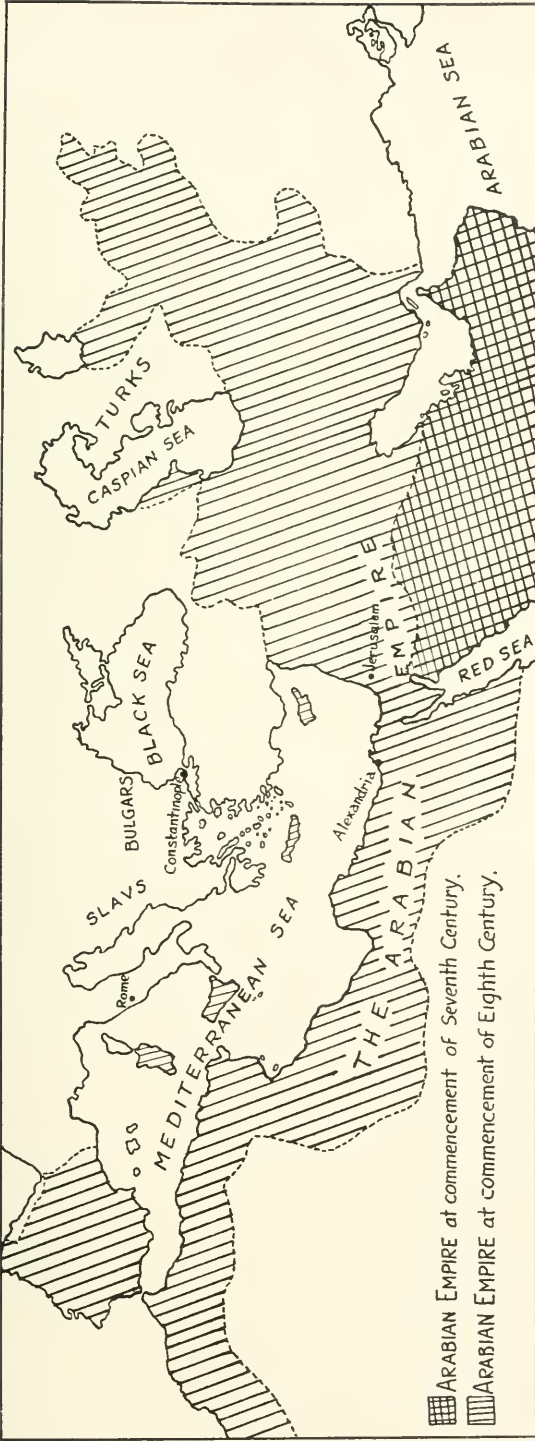 TURKS
CASPIAN SEA
ARABIAN SEA
BLACK SEA
BULGARS
Constantinople
SLAVS
Rome
MEDITERRANEAN SEA
Jerusalem
Alexandria
RED SEA
THE ARABIAN EMPIRE
ARABIAN EMPIRE at commencement of Seventh Century.
ARABIAN EMPIRE at commencement of Eighth Century.